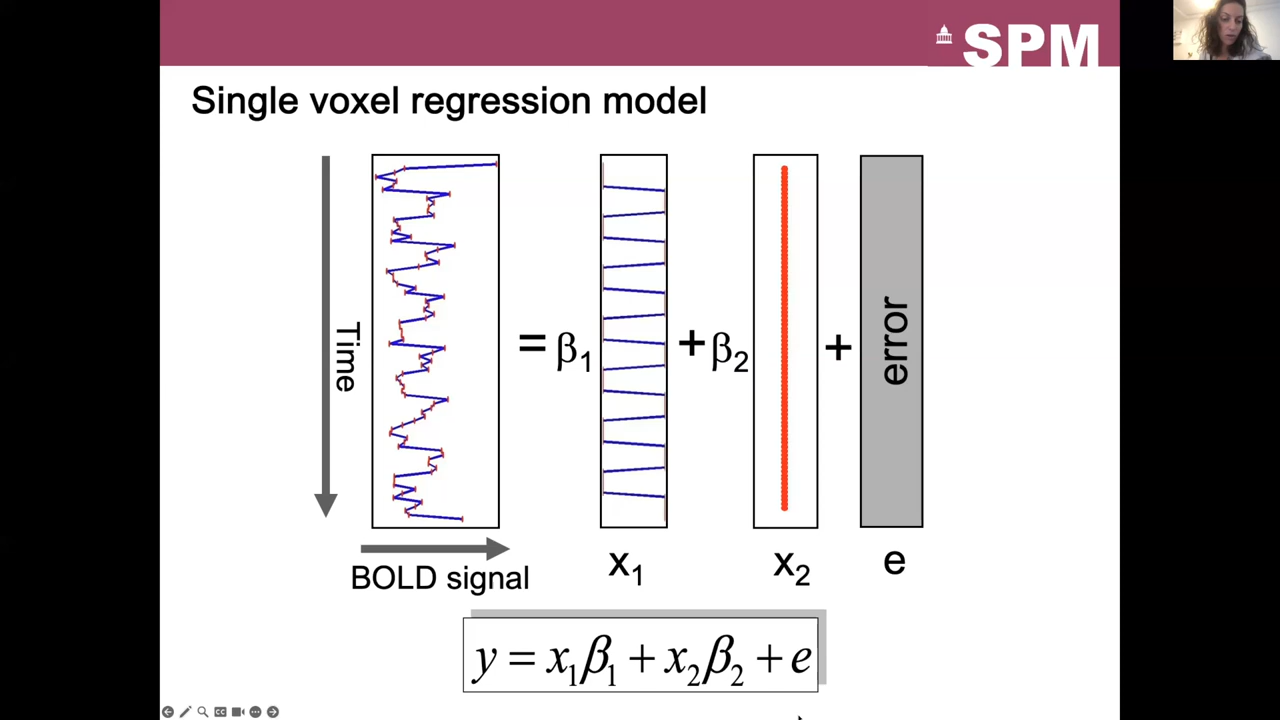 SPM
Single voxel regression model
Time
= β₁
+ β₂
+
error
BOLD signal
x₁
x₂
e
y = x₁β₁ + x₂β₂ + e